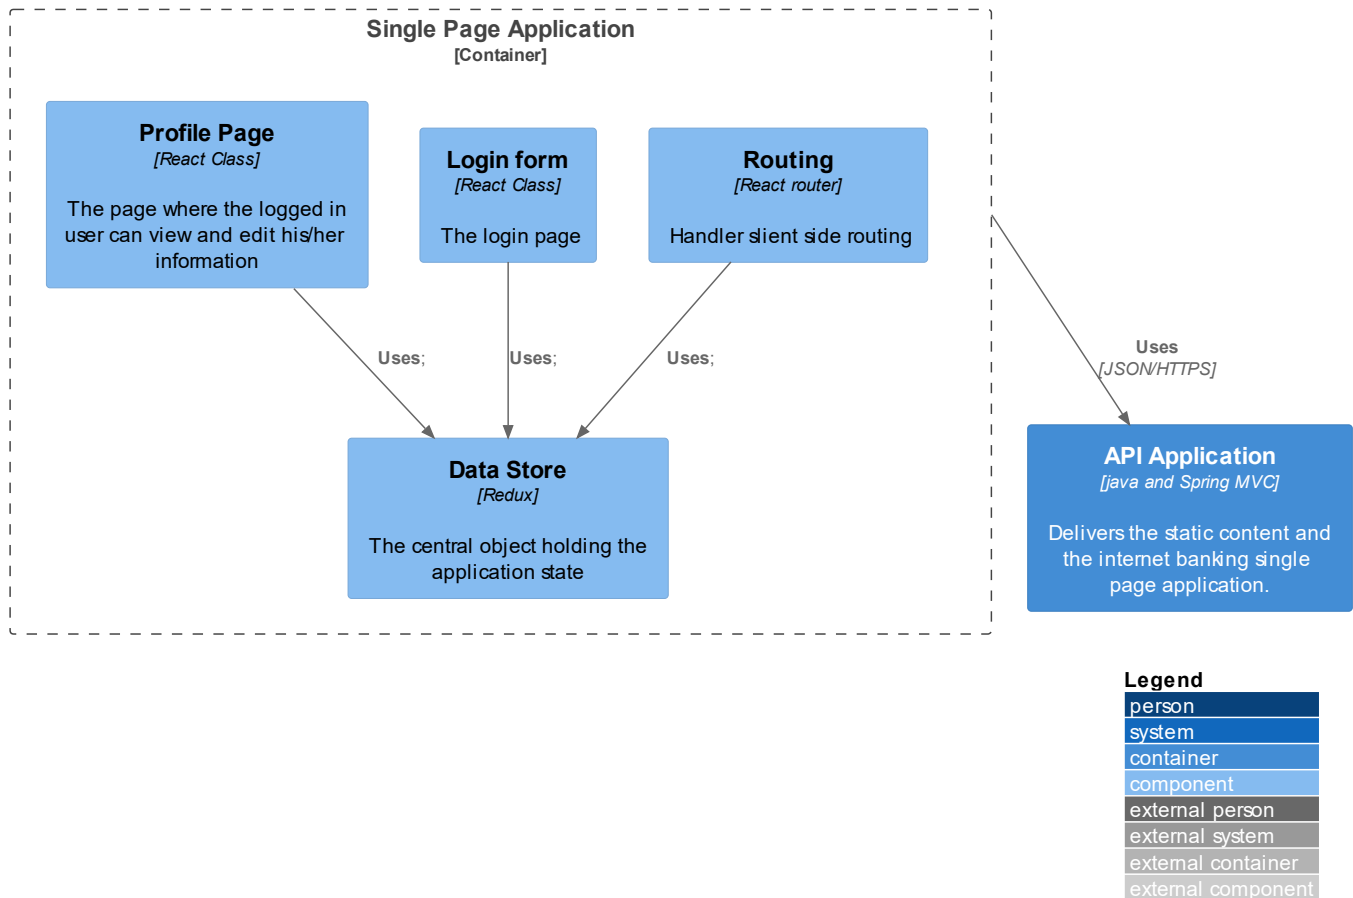 Single Page Application
[Container]
Profile Page
[React Class]
The page where the logged in
user can view and edit his/her
information
Login form
[React Class]
The login page
Routing
[React router]
Handler slient side routing
Uses;
Uses;
Uses;
Uses
[JSON/HTTPS]
Data Store
[Redux]
The central object holding the
application state
API Application
[java and Spring MVC]
Delivers the static content and
the internet banking single
page application.
Legend
person
system
container
component
external person
external system
external container
external component